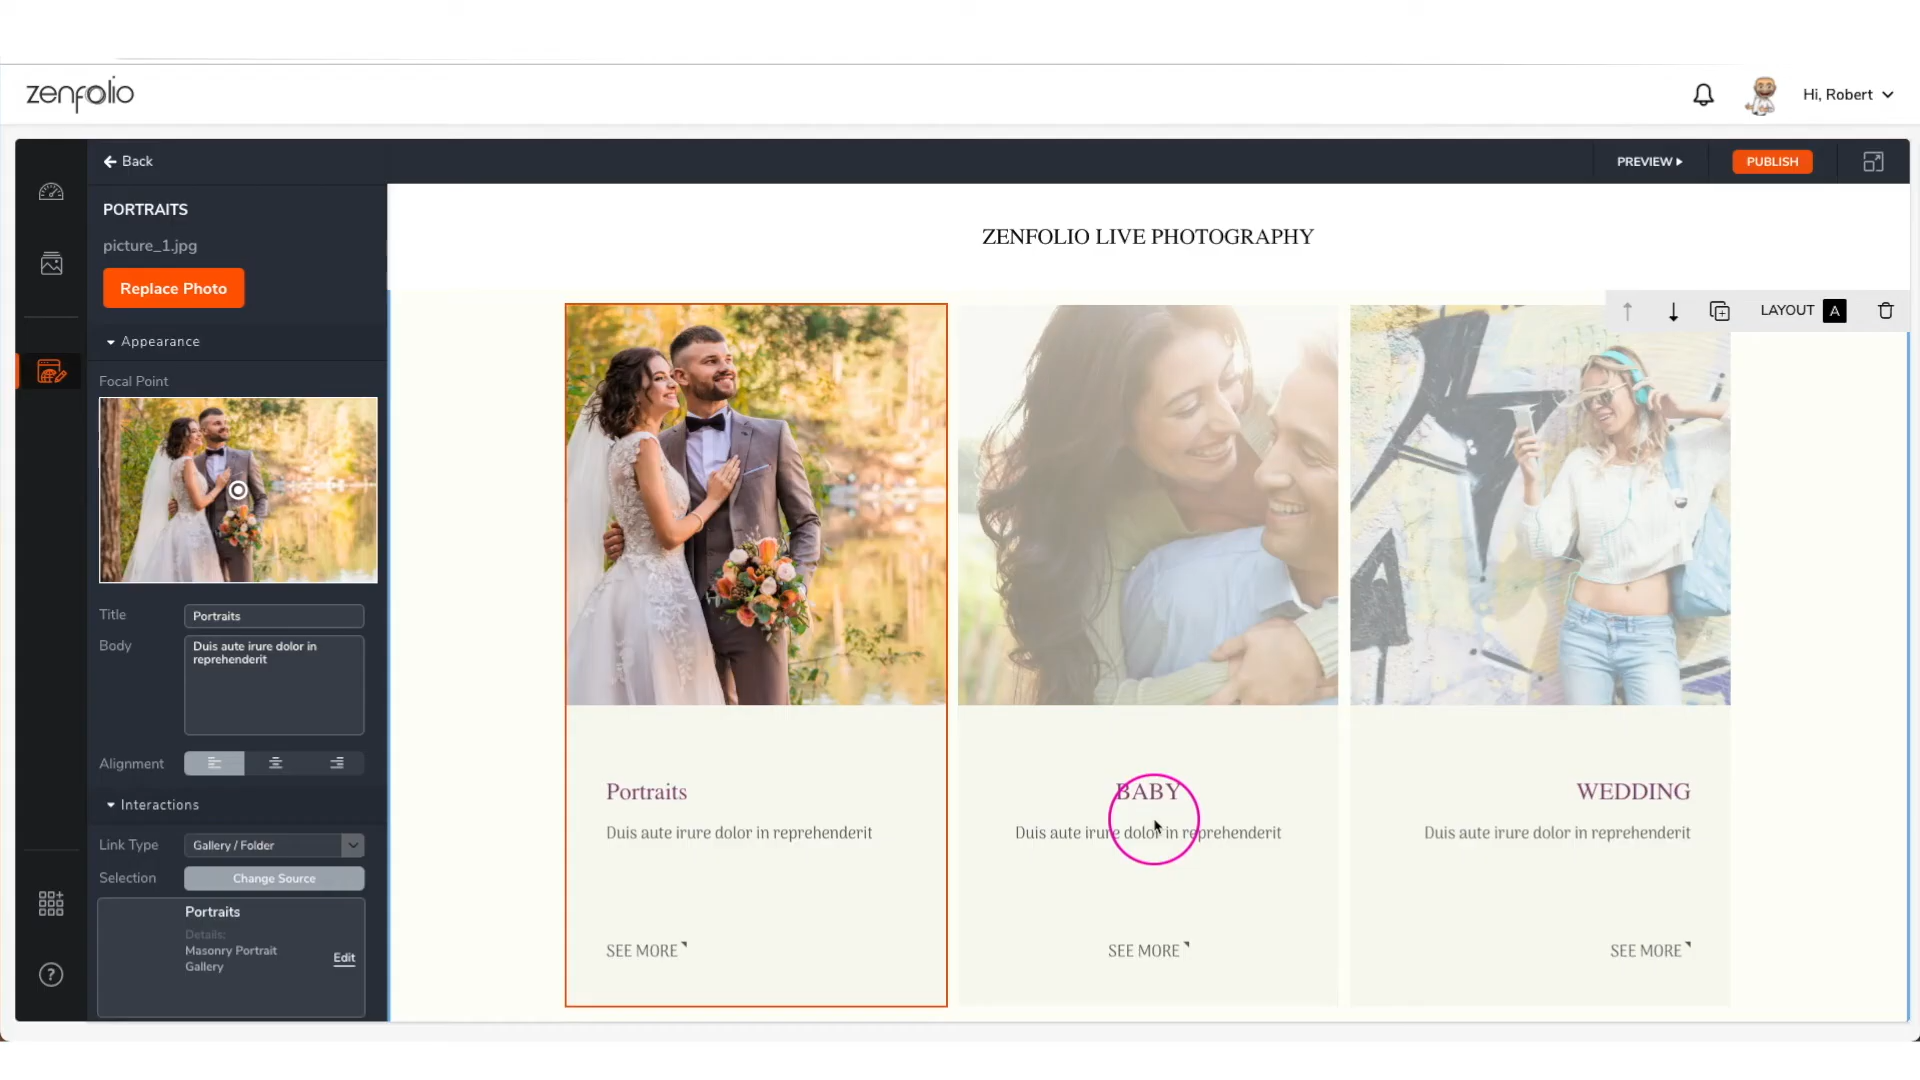 zenfolio
Hi, Robert
Back
PREVIEW
PUBLISH
PORTRAITS
picture_1.jpg
Replace Photo
Appearance
Focal Point
Title
Portraits
Body
Duis aute irure dolor in
reprehenderit
Alignment
Interactions
Link Type
Gallery / Folder
Selection
Change Source
Portraits
Details:
Masonry Portrait
Gallery
Edit
ZENFOLIO LIVE PHOTOGRAPHY
LAYOUT A
Portraits
Duis aute irure dolor in reprehenderit
SEE MORE
BABY
Duis aute irure dolor in reprehenderit
SEE MORE
WEDDING
Duis aute irure dolor in reprehenderit
SEE MORE
?